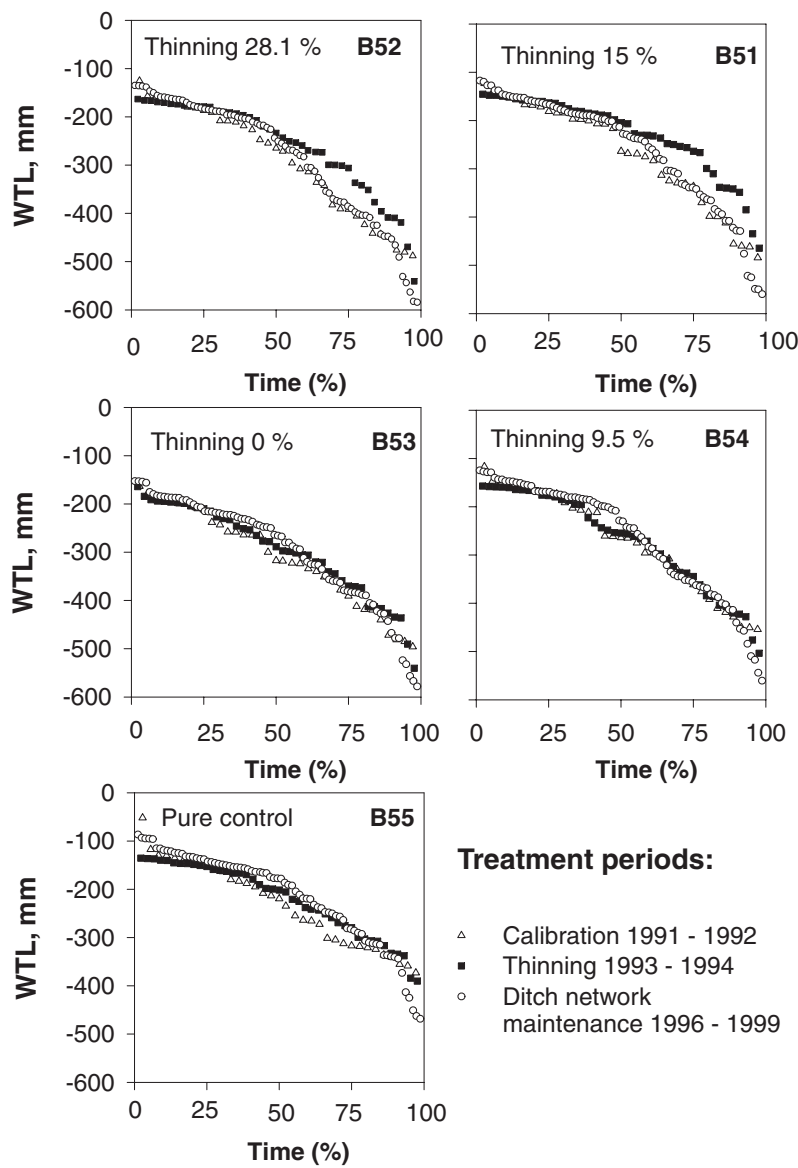 Thinning 28.1 % B52
WTL, mm
0
-100
-200
-300
-400
-500
-600
0 25 50 75 100
Time (%)
Thinning 15 % B51
0 25 50 75 100
Time (%)
Thinning 0 % B53
WTL, mm
0
-100
-200
-300
-400
-500
-600
0 25 50 75 100
Time (%)
Thinning 9.5 % B54
0 25 50 75 100
Time (%)
Pure control B55
WTL, mm
0
-100
-200
-300
-400
-500
-600
0 25 50 75 100
Time (%)
Treatment periods:
Calibration 1991 - 1992
Thinning 1993 - 1994
Ditch network
maintenance 1996 - 1999